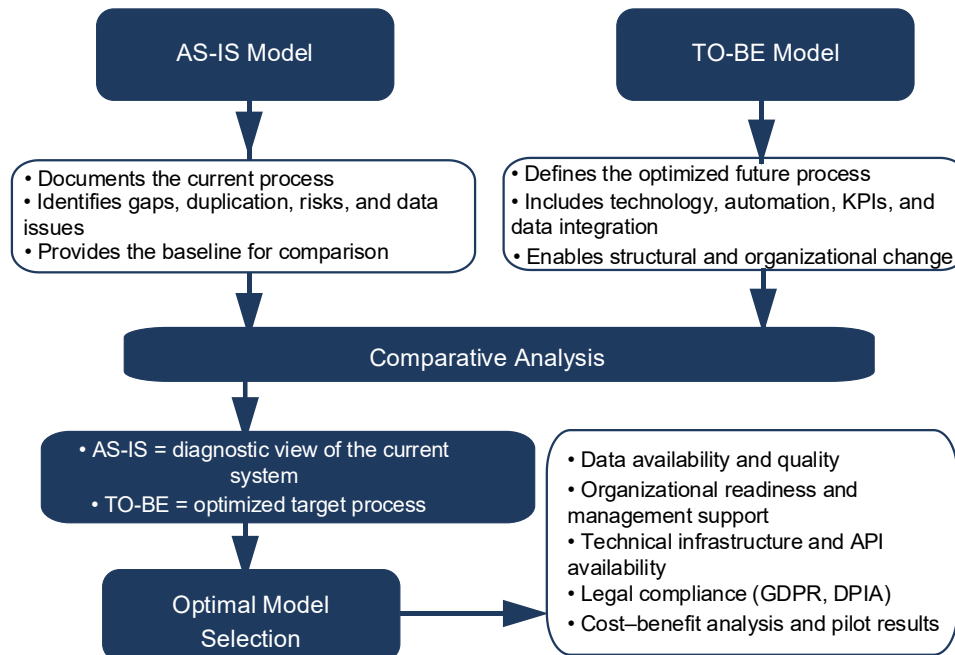 AS-IS Model
TO-BE Model
• Documents the current process
• Identifies gaps, duplication, risks, and data
issues
• Provides the baseline for comparison
• Defines the optimized future process
• Includes technology, automation, KPIs, and
data integration
• Enables structural and organizational change
Comparative Analysis
• AS-IS = diagnostic view of the current
system
• TO-BE = optimized target process
• Data availability and quality
• Organizational readiness and
management support
• Technical infrastructure and API
availability
• Legal compliance (GDPR, DPIA)
• Cost–benefit analysis and pilot results
Optimal Model
Selection